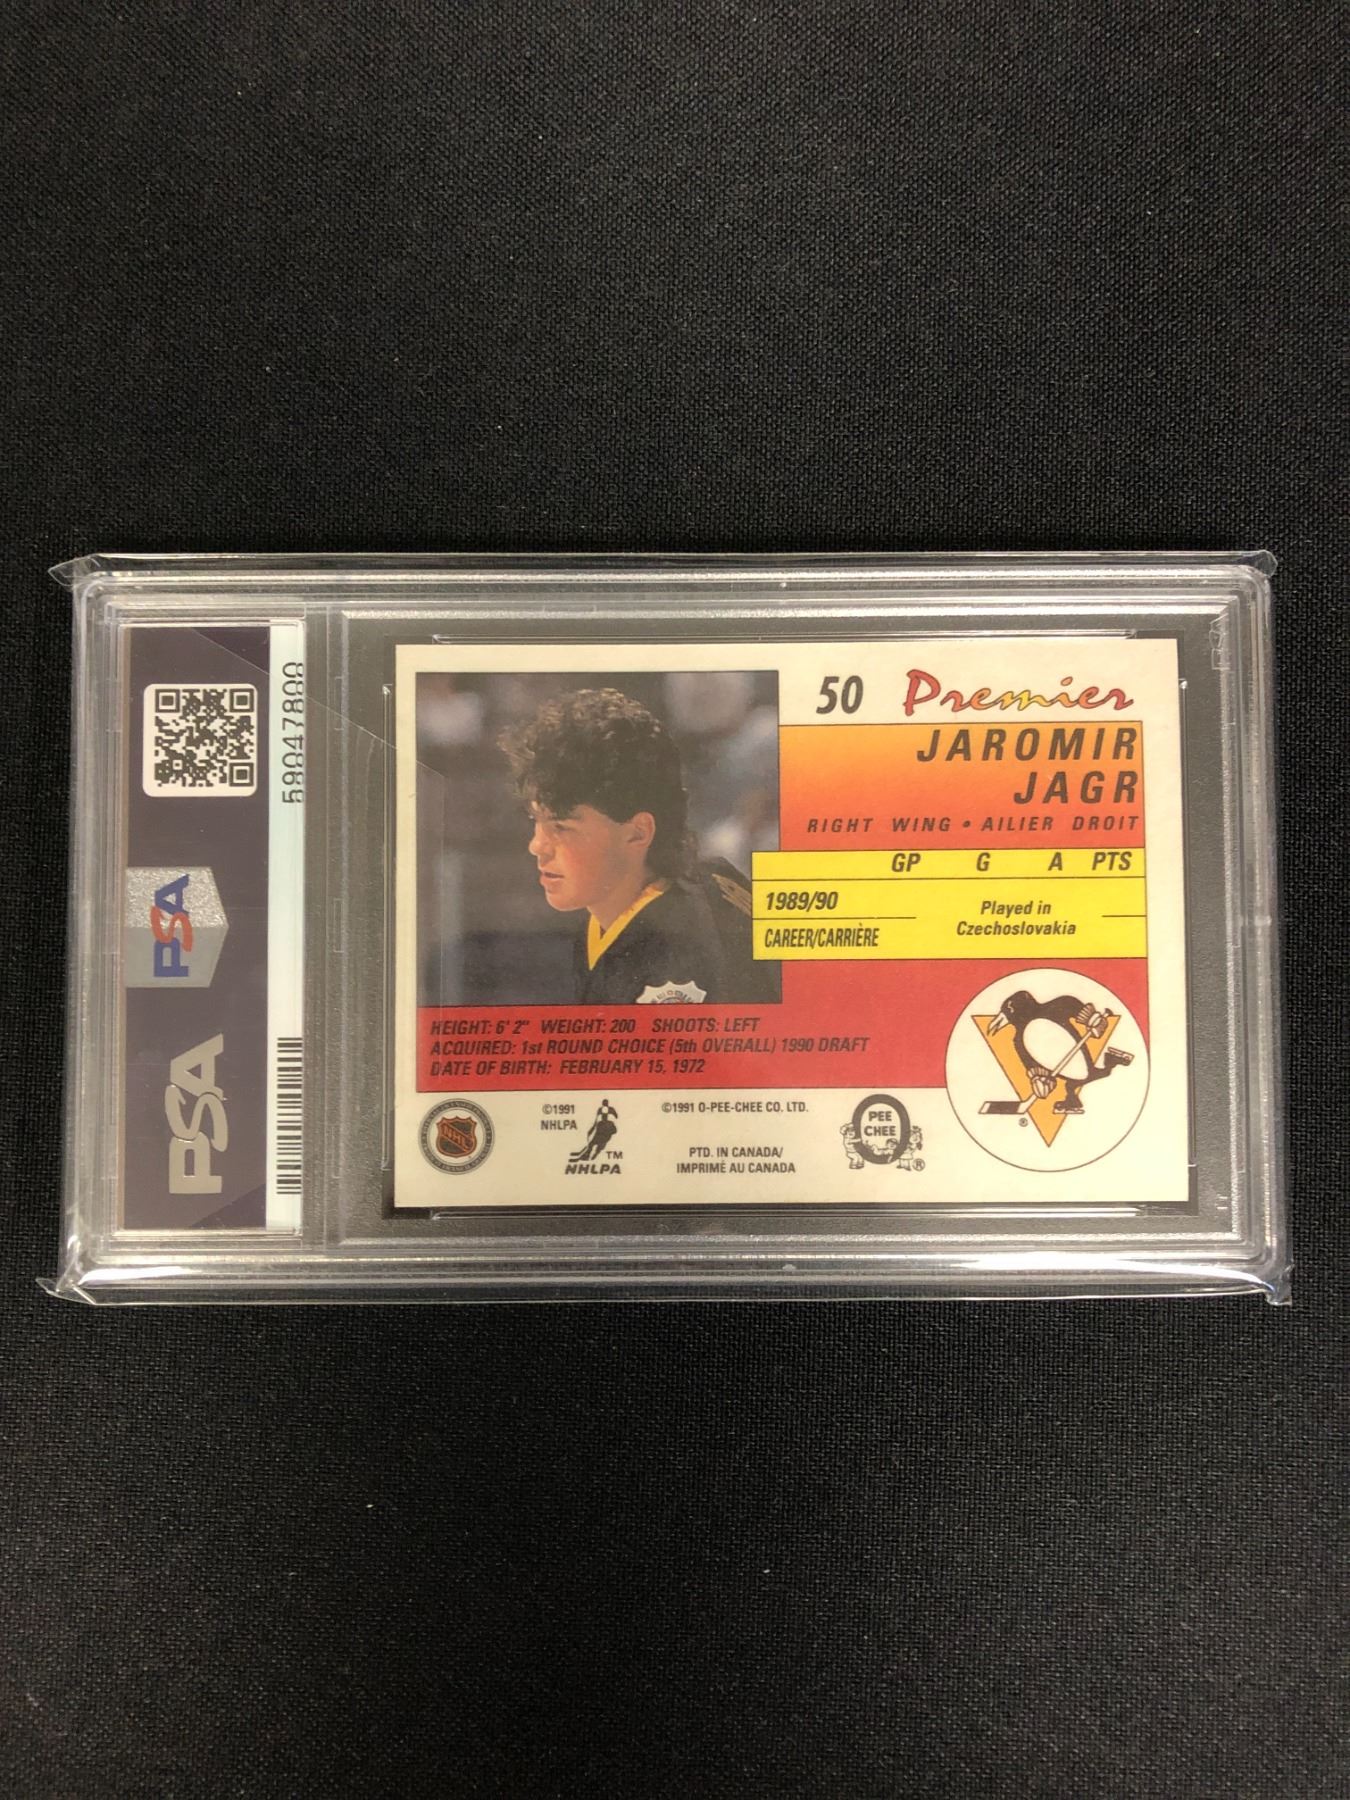 50 Premier
JAROMIR
JAGR
RIGHT WING • AILIER DROIT
GP G A PTS
1989/90
CAREER/CARRIÈRE
Played in
Czechoslovakia
HEIGHT: 6' 2" WEIGHT: 200 SHOOTS: LEFT
ACQUIRED: 1st ROUND CHOICE (5th OVERALL) 1990 DRAFT
DATE OF BIRTH: FEBRUARY 15, 1972
NHL
©1991
NHLPA
TM
NHLPA
©1991 O-PEE-CHEE CO. LTD.
PTD. IN CANADA/
IMPRIMÉ AU CANADA
O
PEE
CHEE
®
®
PSA
PSA